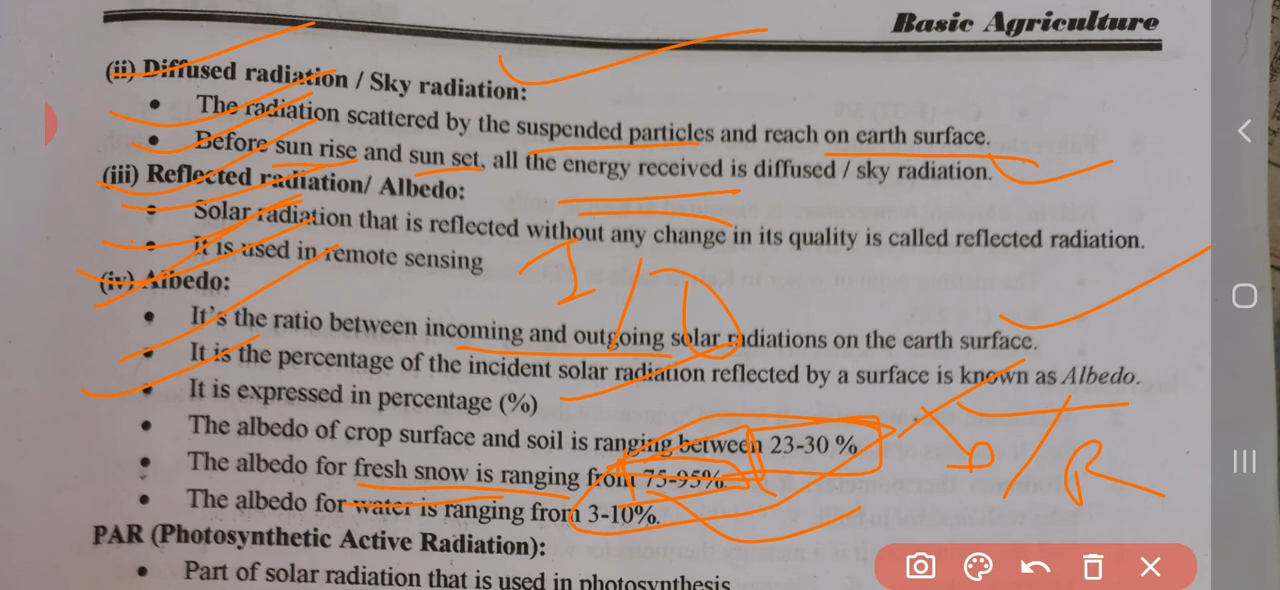 Basic Agriculture
(ii) Diffused radiation / Sky radiation:
• The radiation scattered by the suspended particles and reach on earth surface.
• Before sun rise and sun set, all the energy received is diffused / sky radiation.
(iii) Reflected radiation/ Albedo:
• Solar radiation that is reflected without any change in its quality is called reflected radiation.
• It is used in remote sensing
I/O
(iv) Albedo:
• It's the ratio between incoming and outgoing solar radiations on the earth surface.
• It is the percentage of the incident solar radiation reflected by a surface is known as Albedo.
• It is expressed in percentage (%)
• The albedo of crop surface and soil is ranging between 23-30 %
• The albedo for fresh snow is ranging from 75-95%.
• The albedo for water is ranging from 3-10%.
PAR (Photosynthetic Active Radiation):
• Part of solar radiation that is used in photosynthesis